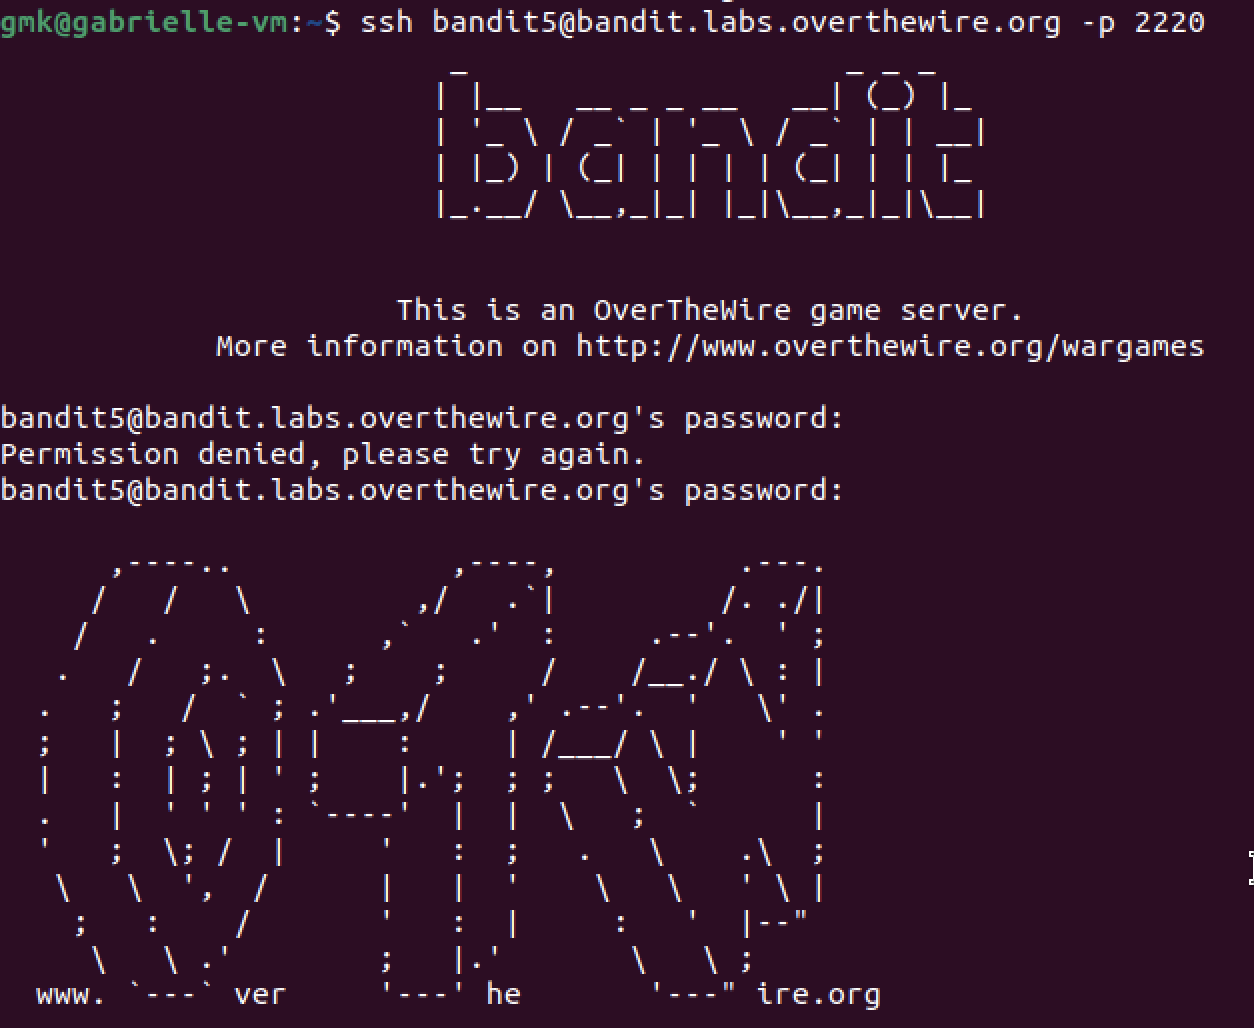 gmk@gabrielle-vm:~$ ssh bandit5@bandit.labs.overthewire.org -p 2220
bandit
This is an OverTheWire game server.
More information on http://www.overthewire.org/wargames
bandit5@bandit.labs.overthewire.org's password:
Permission denied, please try again.
bandit5@bandit.labs.overthewire.org's password:
www. ver he ire.org